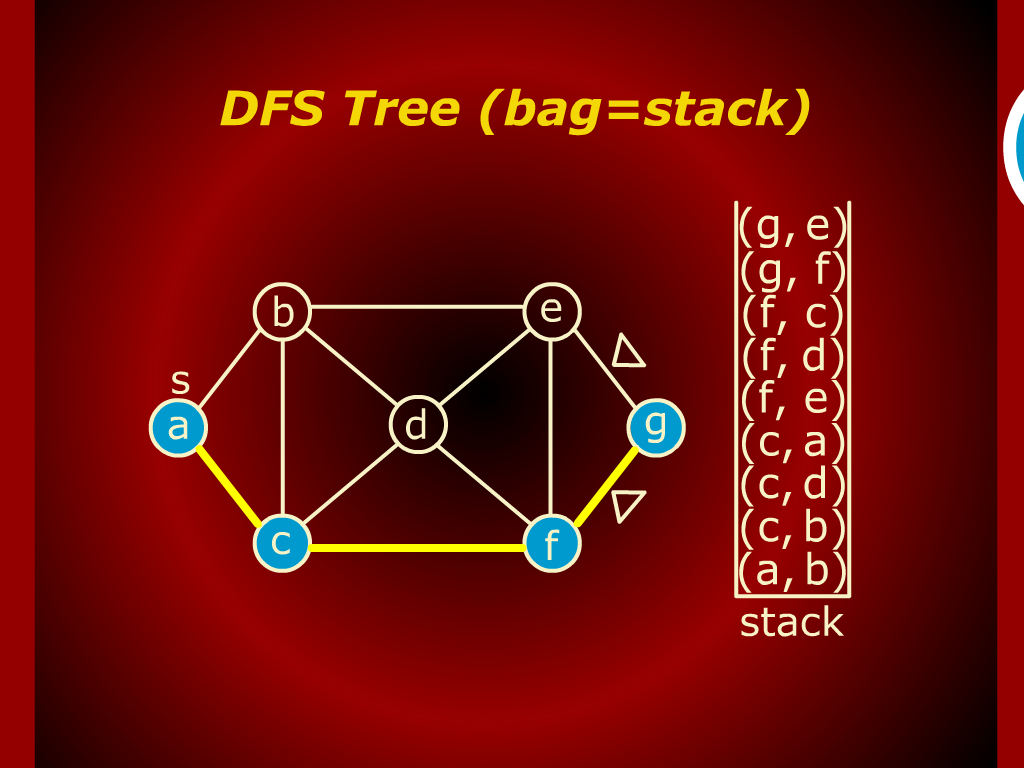 DFS Tree (bag=stack)
b
e
s
a
d
g
c
f
(g, e)
(g, f)
(f, c)
(f, d)
(f, e)
(c, a)
(c, d)
(c, b)
(a, b)
stack